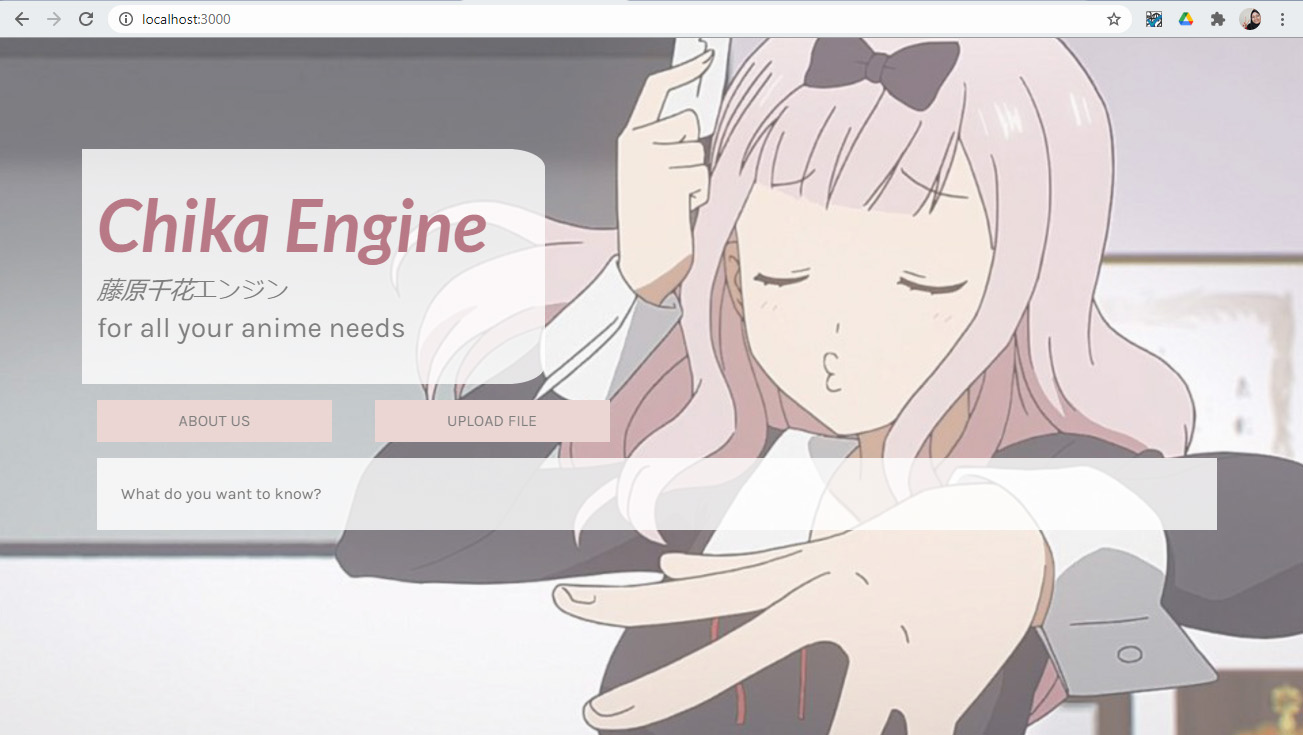 localhost:3000
Chika Engine
藤原千花エンジン
for all your anime needs
ABOUT US
UPLOAD FILE
What do you want to know?